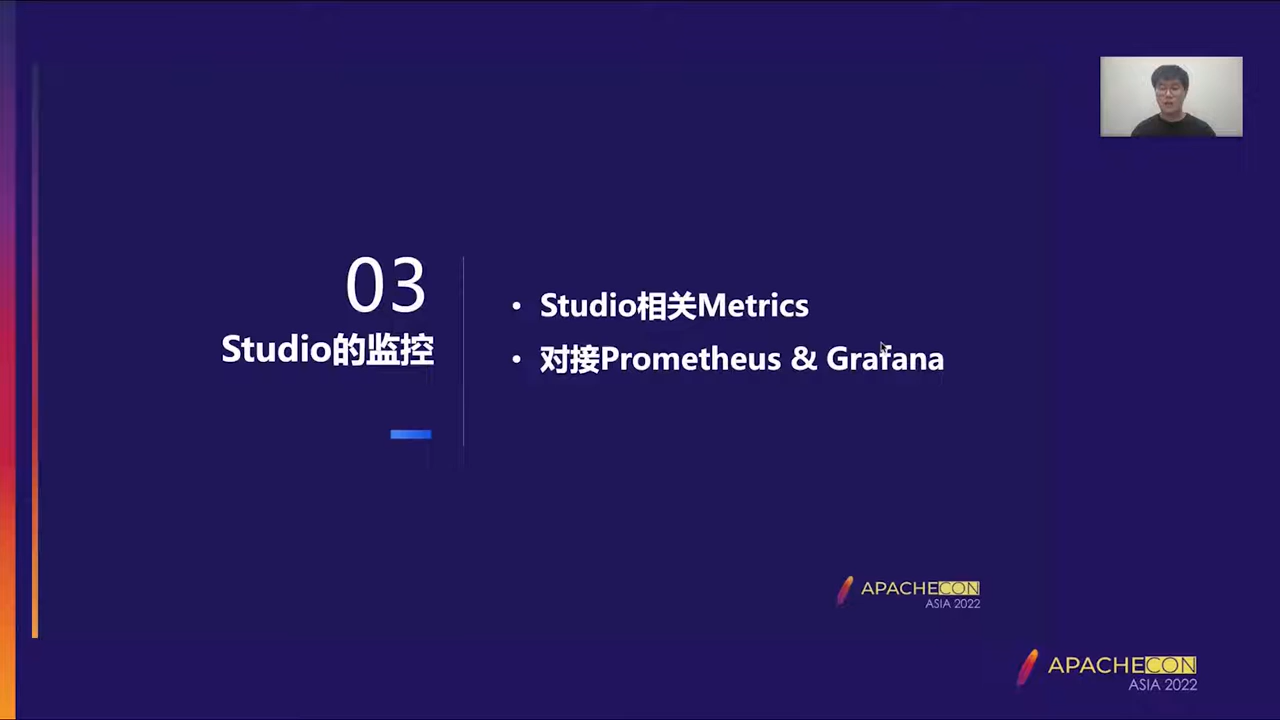 03
Studio的监控
• Studio相关Metrics
• 对接Prometheus & Grafana
APACHECON
ASIA 2022
APACHECON
ASIA 2022